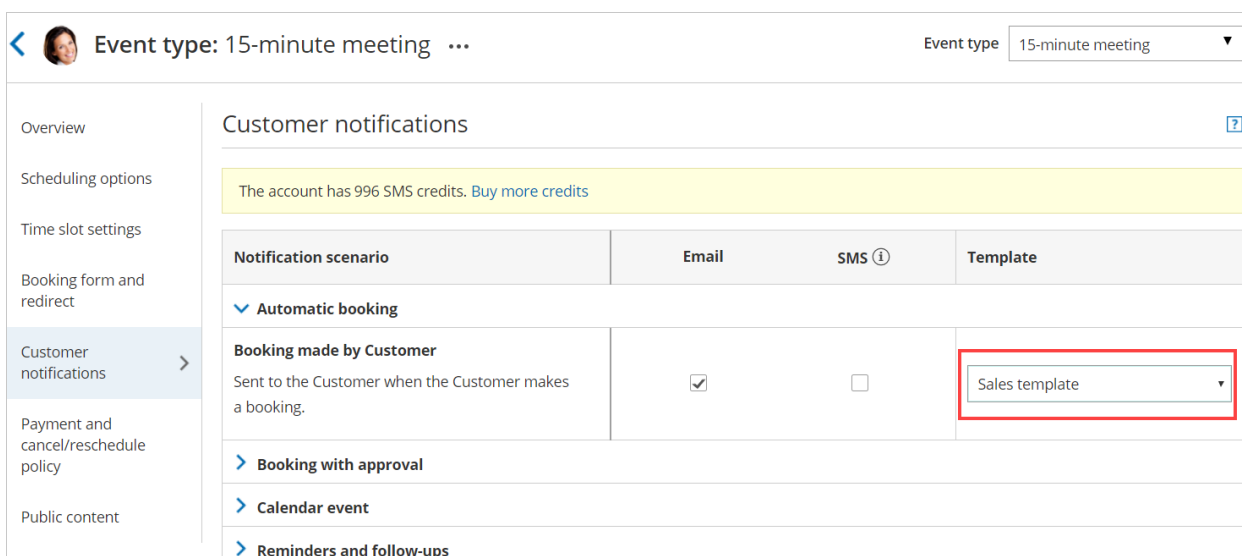 Event type: 15-minute meeting ...
Event type
15-minute meeting
Overview
Scheduling options
Time slot settings
Booking form and
redirect
Customer
notifications
Payment and
cancel/reschedule
policy
Public content
Customer notifications
?
The account has 996 SMS credits. Buy more credits
Notification scenario
Email
SMS i
Template
Automatic booking
Booking made by Customer
Sent to the Customer when the Customer makes
a booking.
Sales template
Booking with approval
Calendar event
Reminders and follow-ups